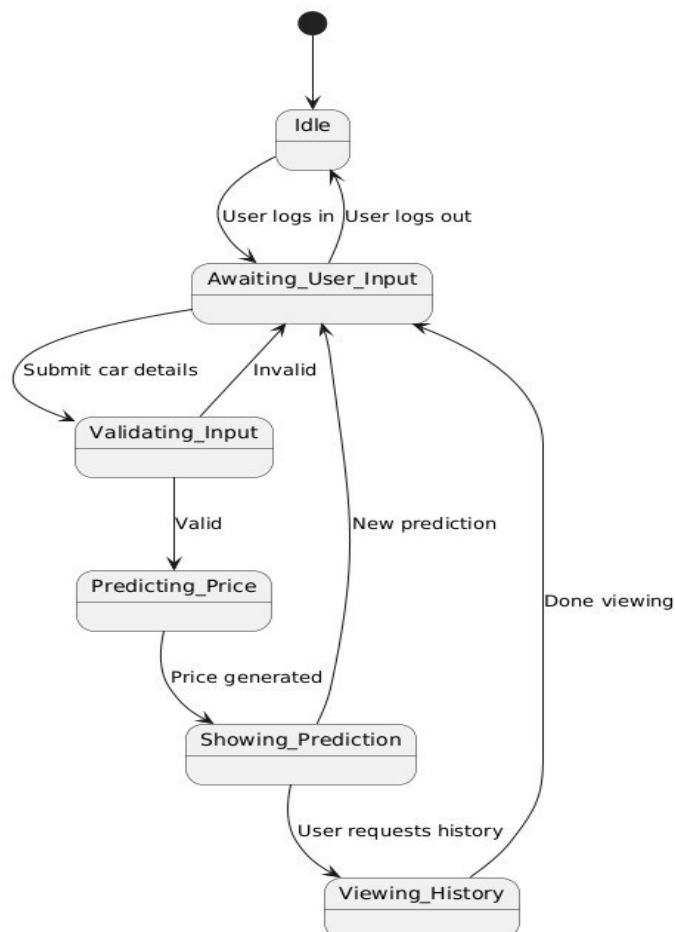 Idle
User logs in
User logs out
Awaiting_User_Input
Submit car details
Invalid
Validating_Input
Valid
New prediction
Predicting_Price
Done viewing
Price generated
Showing_Prediction
User requests history
Viewing_History